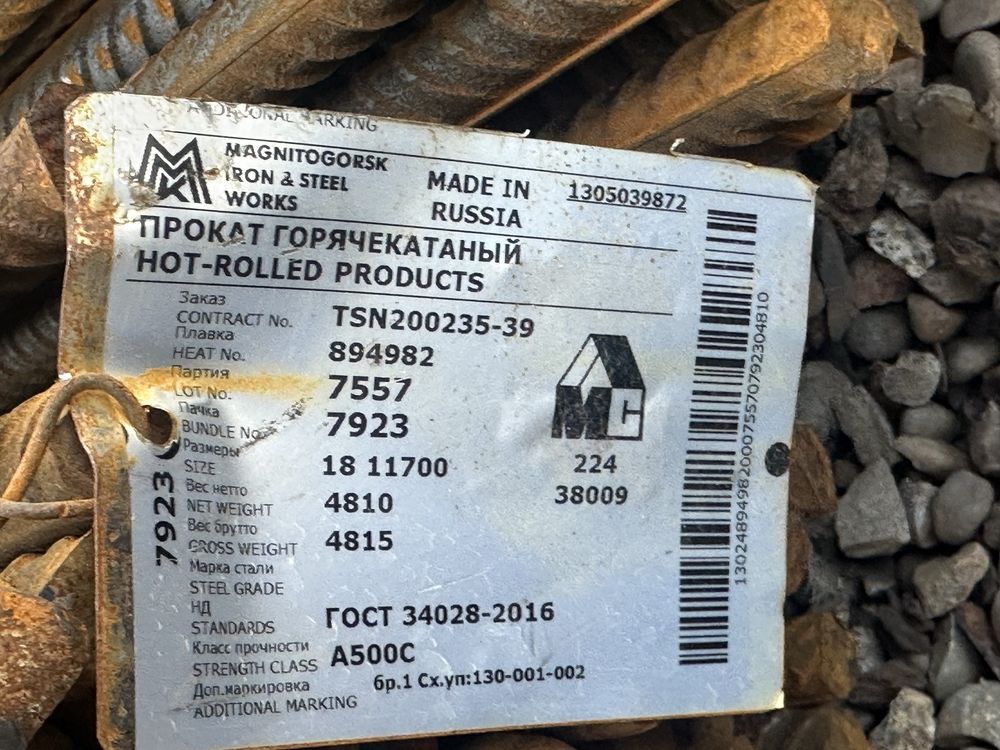 ADDITIONAL MARKING
MMK
MAGNITOGORSK
IRON & STEEL
WORKS
MADE IN
RUSSIA
1305039872
ПРОКАТ ГОРЯЧЕКАТАНЫЙ
HOT-ROLLED PRODUCTS
Заказ
CONTRACT No. TSN200235-39
Плавка
HEAT No. 894982
Партия
LOT No. 7557
Пачка
BUNDLE No. 7923
Размеры
SIZE 18 11700
Вес нетто
NET WEIGHT 4810
Вес брутто
GROSS WEIGHT 4815
Марка стали
STEEL GRADE
НД
STANDARDS ГОСТ 34028-2016
Класс прочности
STRENGTH CLASS A500C
Доп.маркировка бр.1 Сх.уп:130-001-002
ADDITIONAL MARKING
МС
224
38009
7923